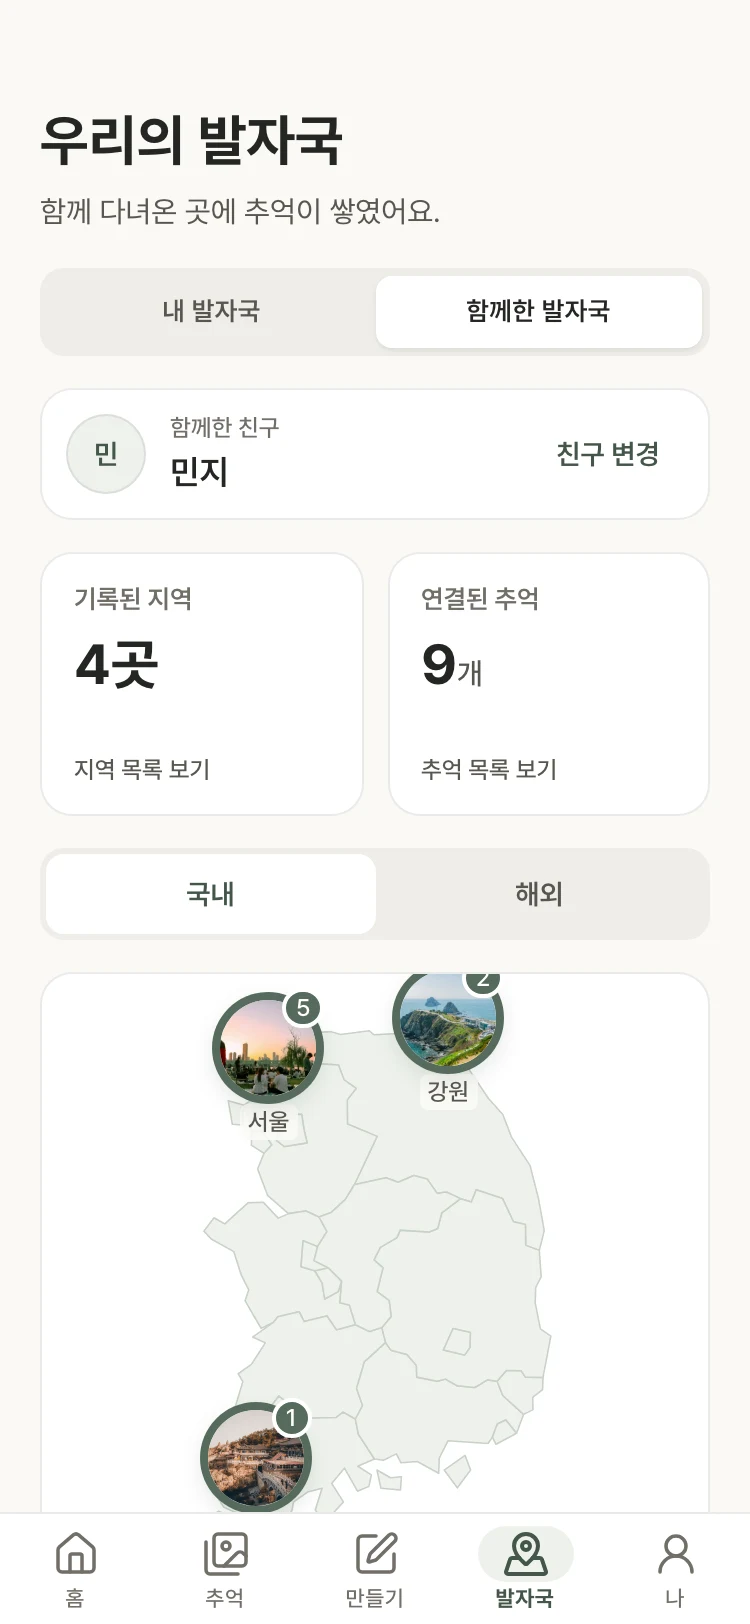 우리의 발자국
함께 다녀온 곳에 추억이 쌓였어요.
내 발자국
함께한 발자국
민
함께한 친구
민지
친구 변경
기록된 지역
4곳
지역 목록 보기
연결된 추억
9개
추억 목록 보기
국내
해외
5
2
강원
서울
1
홈
추억
만들기
발자국
나